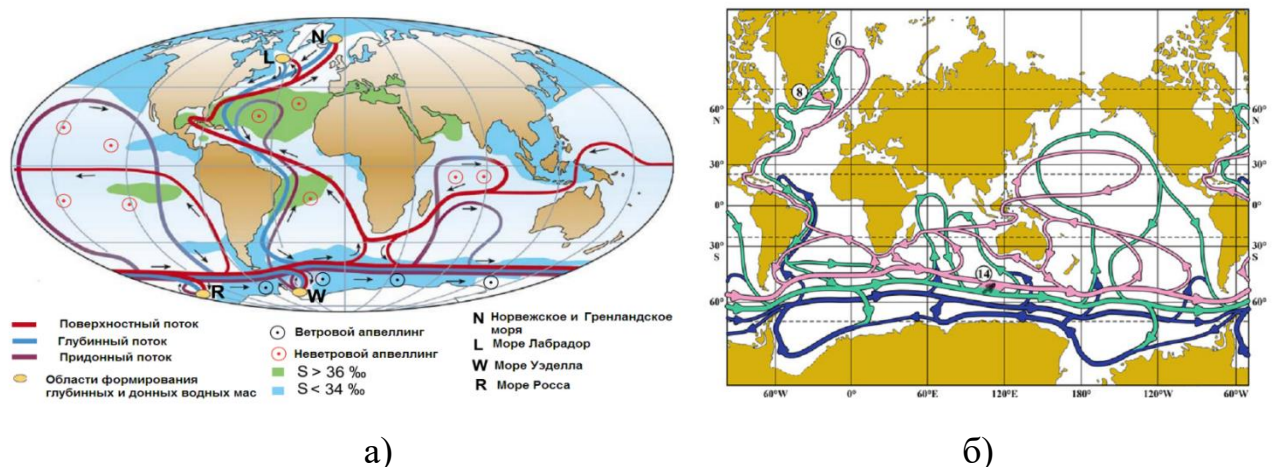 N
L
R
W
Поверхностный поток
Глубинный поток
Придонный поток
Области формирования
глубинных и донных водных мас
Ветровой апвеллинг
Неветровой апвеллинг
S > 36 ‰
S < 34 ‰
N Норвежское и Гренландское
моря
L Море Лабрадор
W Море Уэделла
R Море Росса
а)
6
8
14
60°
N
30°
0°
30°
S
60°
60°
N
30°
0°
30°
S
60°
60°W
0°
60°E
120°E
180°
120°W
60°W
б)